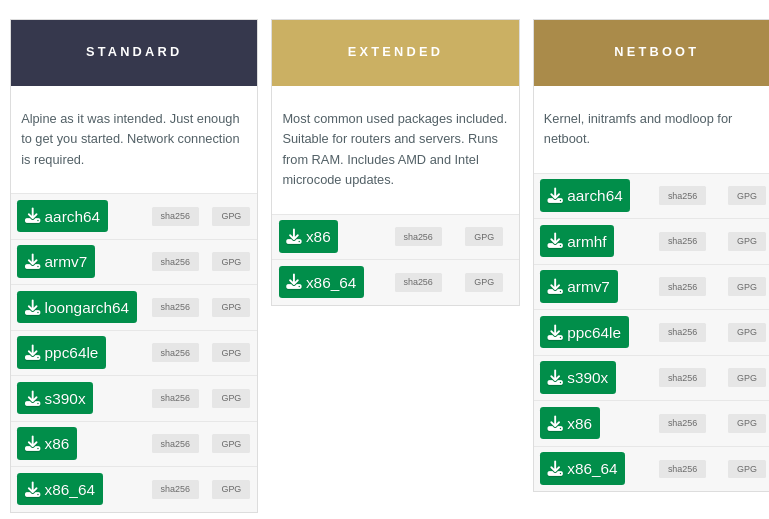 STANDARD
Alpine as it was intended. Just enough
to get you started. Network connection
is required.
aarch64 sha256 GPG
armv7 sha256 GPG
loongarch64 sha256 GPG
ppc64le sha256 GPG
s390x sha256 GPG
x86 sha256 GPG
x86_64 sha256 GPG
EXTENDED
Most common used packages included.
Suitable for routers and servers. Runs
from RAM. Includes AMD and Intel
microcode updates.
x86 sha256 GPG
x86_64 sha256 GPG
NETBOOT
Kernel, initramfs and modloop for
netboot.
aarch64 sha256 GPG
armhf sha256 GPG
armv7 sha256 GPG
ppc64le sha256 GPG
s390x sha256 GPG
x86 sha256 GPG
x86_64 sha256 GPG